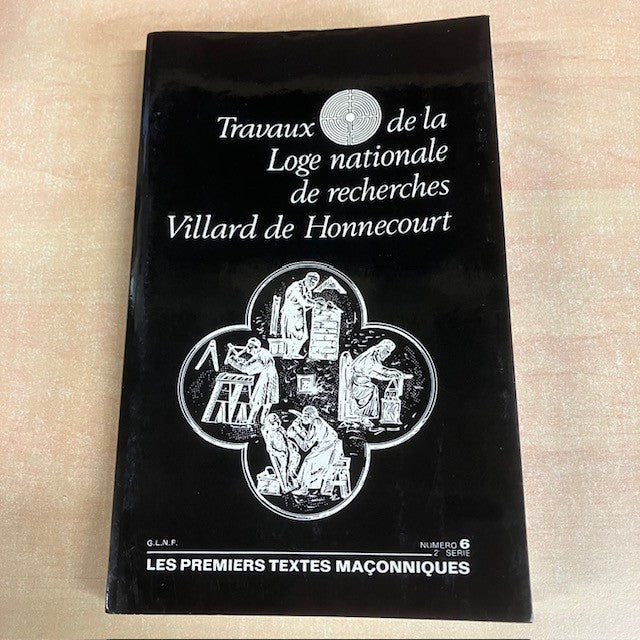 Travaux de la
Loge nationale
de recherches
Villard de Honnecourt
G.L.N.F.
NUMERO 6
2e SERIE
LES PREMIERS TEXTES MAÇONNIQUES